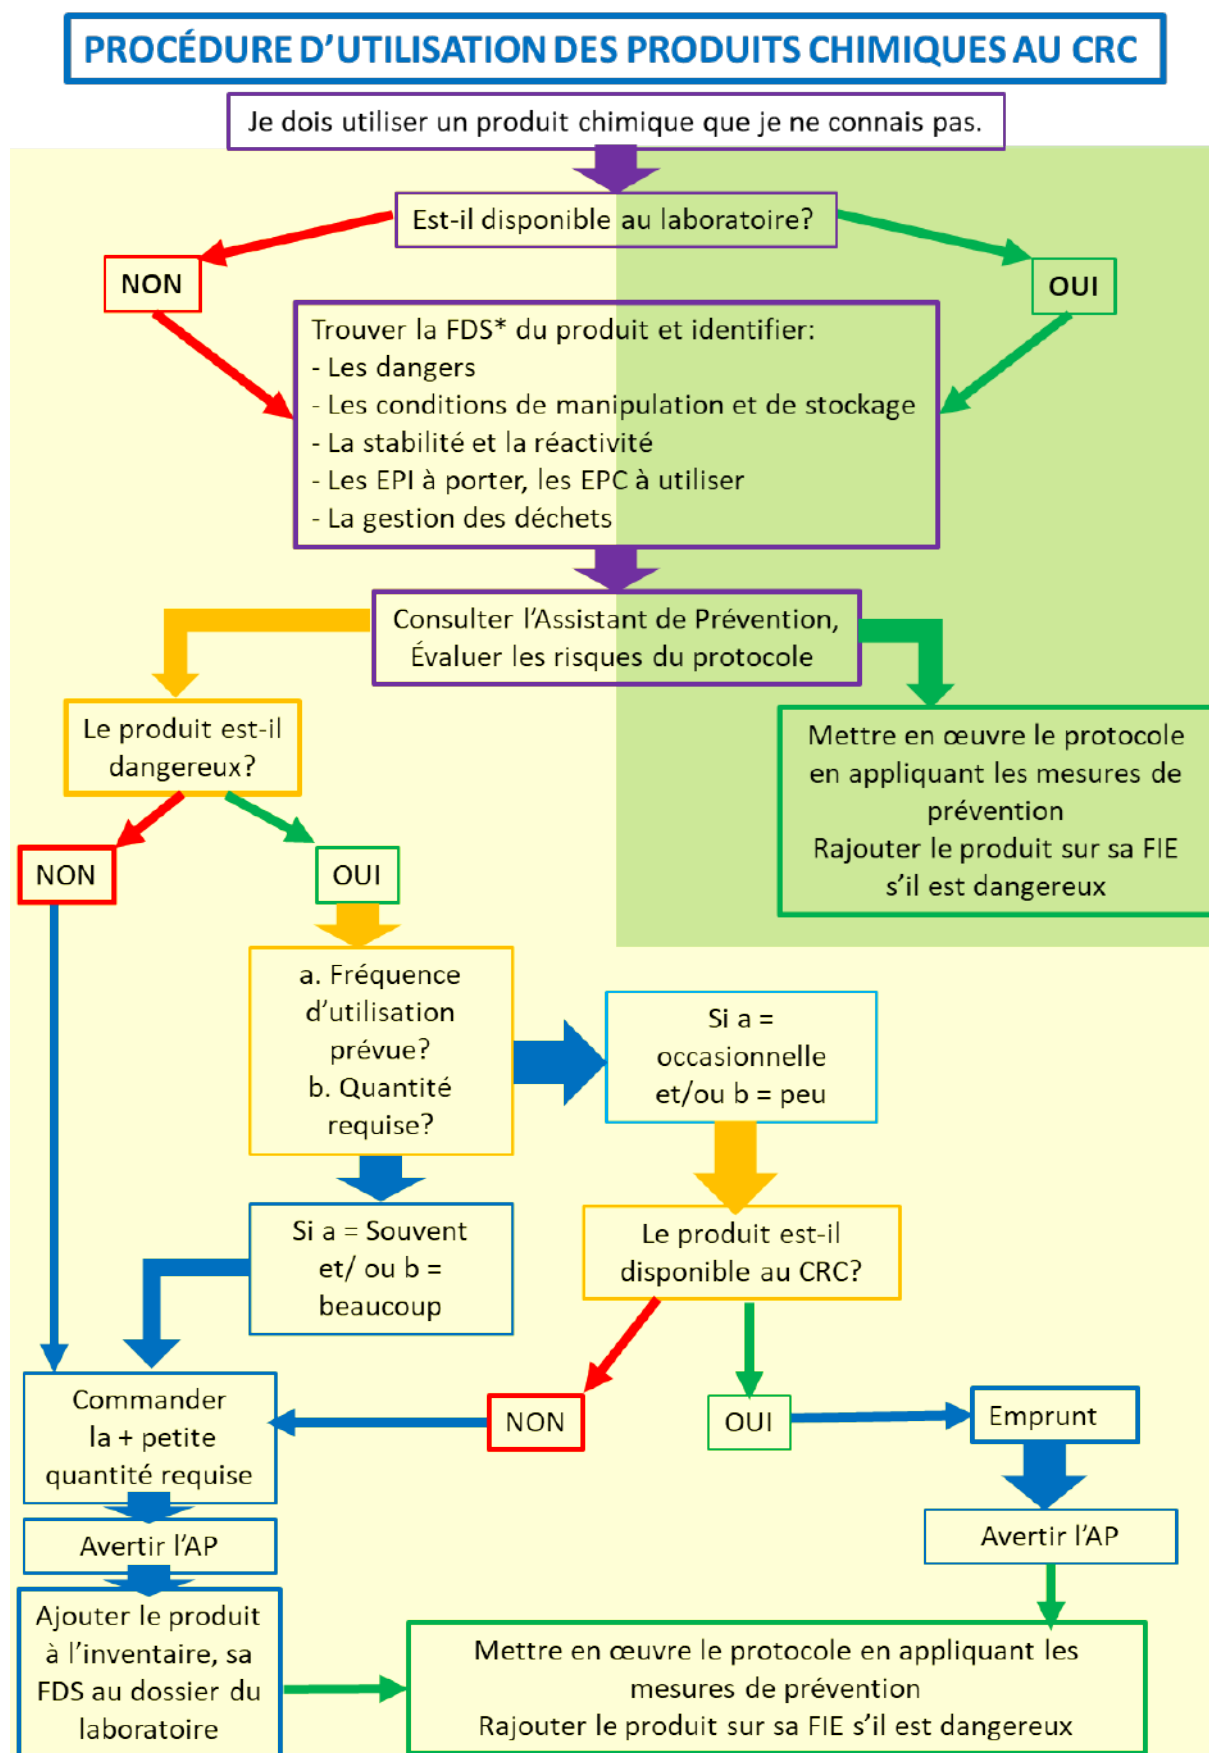 PROCÉDURE D'UTILISATION DES PRODUITS CHIMIQUES AU CRC
Je dois utiliser un produit chimique que je ne connais pas.
Est-il disponible au laboratoire?
NON
OUI
Trouver la FDS* du produit et identifier:
- Les dangers
- Les conditions de manipulation et de stockage
- La stabilité et la réactivité
- Les EPI à porter, les EPC à utiliser
- La gestion des déchets
Consulter l'Assistant de Prévention,
Évaluer les risques du protocole
Le produit est-il
dangereux?
Mettre en œuvre le protocole
en appliquant les mesures de
prévention
Rajouter le produit sur sa FIE
s'il est dangereux
NON
OUI
a. Fréquence
d'utilisation
prévue?
b. Quantité
requise?
Si a =
occasionnelle
et/ou b = peu
Si a = Souvent
et/ ou b =
beaucoup
Le produit est-il
disponible au CRC?
Commander
la + petite
quantité requise
NON
OUI
Emprunt
Avertir l'AP
Avertir l'AP
Ajouter le produit
à l'inventaire, sa
FDS au dossier du
laboratoire
Mettre en œuvre le protocole en appliquant les
mesures de prévention
Rajouter le produit sur sa FIE s'il est dangereux